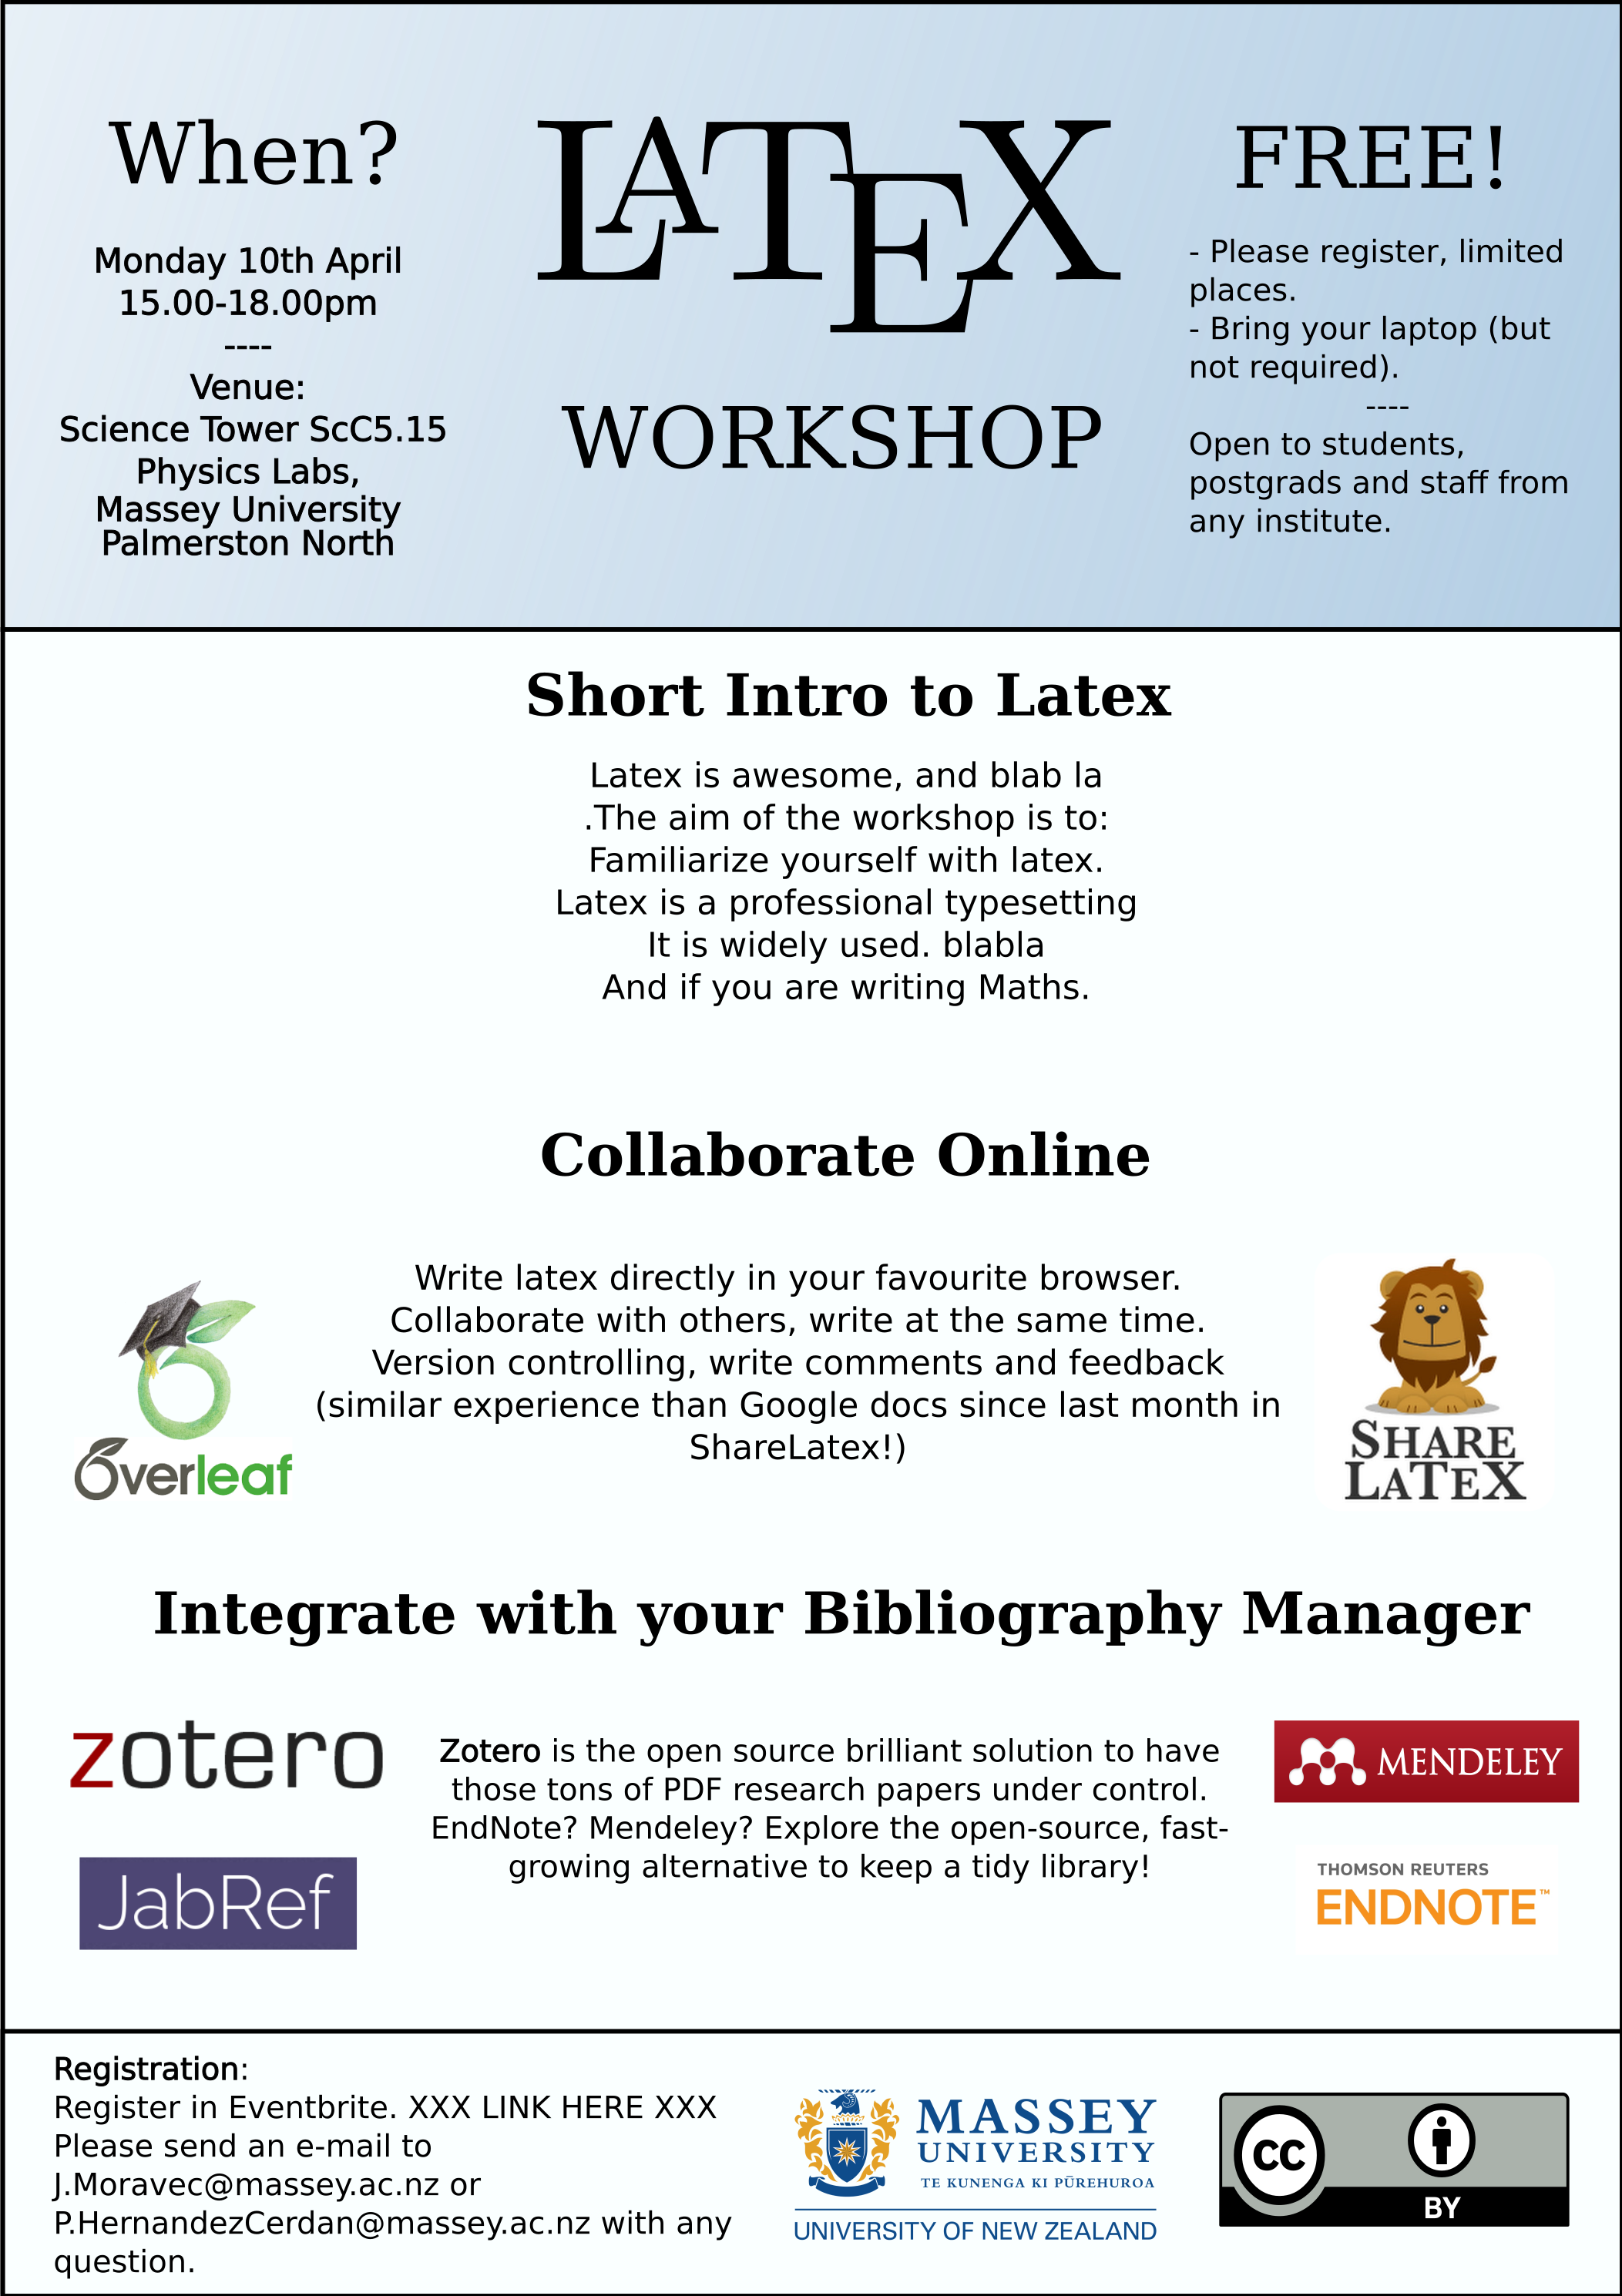 When?
Monday 10th April
15.00-18.00pm
----
Venue:
Science Tower ScC5.15
Physics Labs,
Massey University
Palmerston North
LATEX
WORKSHOP
FREE!
- Please register, limited
places.
- Bring your laptop (but
not required).
----
Open to students,
postgrads and staff from
any institute.
Short Intro to Latex
Latex is awesome, and blab la
.The aim of the workshop is to:
Familiarize yourself with latex.
Latex is a professional typesetting
It is widely used. blabla
And if you are writing Maths.
Collaborate Online
Overleaf
Write latex directly in your favourite browser.
Collaborate with others, write at the same time.
Version controlling, write comments and feedback
(similar experience than Google docs since last month in
ShareLatex!)
SHARE
LATEX
Integrate with your Bibliography Manager
zotero
JabRef
Zotero is the open source brilliant solution to have
those tons of PDF research papers under control.
EndNote? Mendeley? Explore the open-source, fast-
growing alternative to keep a tidy library!
MENDELEY
THOMSON REUTERS
ENDNOTE™
Registration:
Register in Eventbrite. XXX LINK HERE XXX
Please send an e-mail to
J.Moravec@massey.ac.nz or
P.HernandezCerdan@massey.ac.nz with any
question.
MASSEY
UNIVERSITY
TE KUNENGA KI PŪREHUROA
UNIVERSITY OF NEW ZEALAND
CC
BY